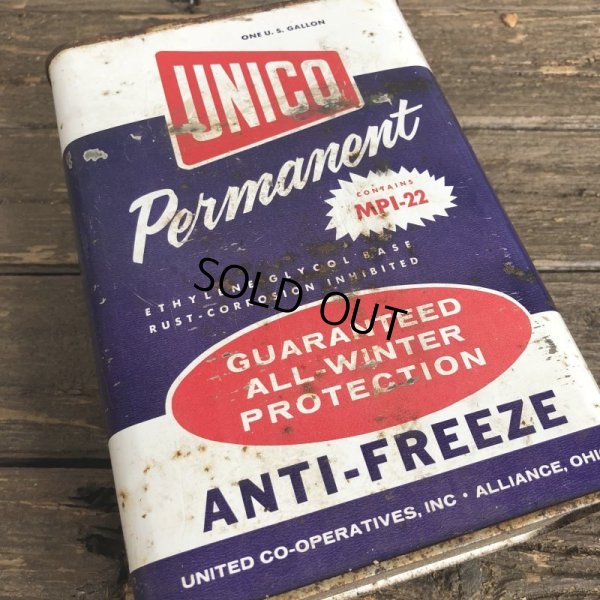 ONE U.S. GALLON
UNICO
Permanent
CONTAINS
MPI-22
ETHYLENE GLYCOL BASE
RUST-CORROSION INHIBITED
SOLD OUT
GUARANTEED
ALL-WINTER
PROTECTION
ANTI-FREEZE
UNITED CO-OPERATIVES, INC • ALLIANCE, OHI